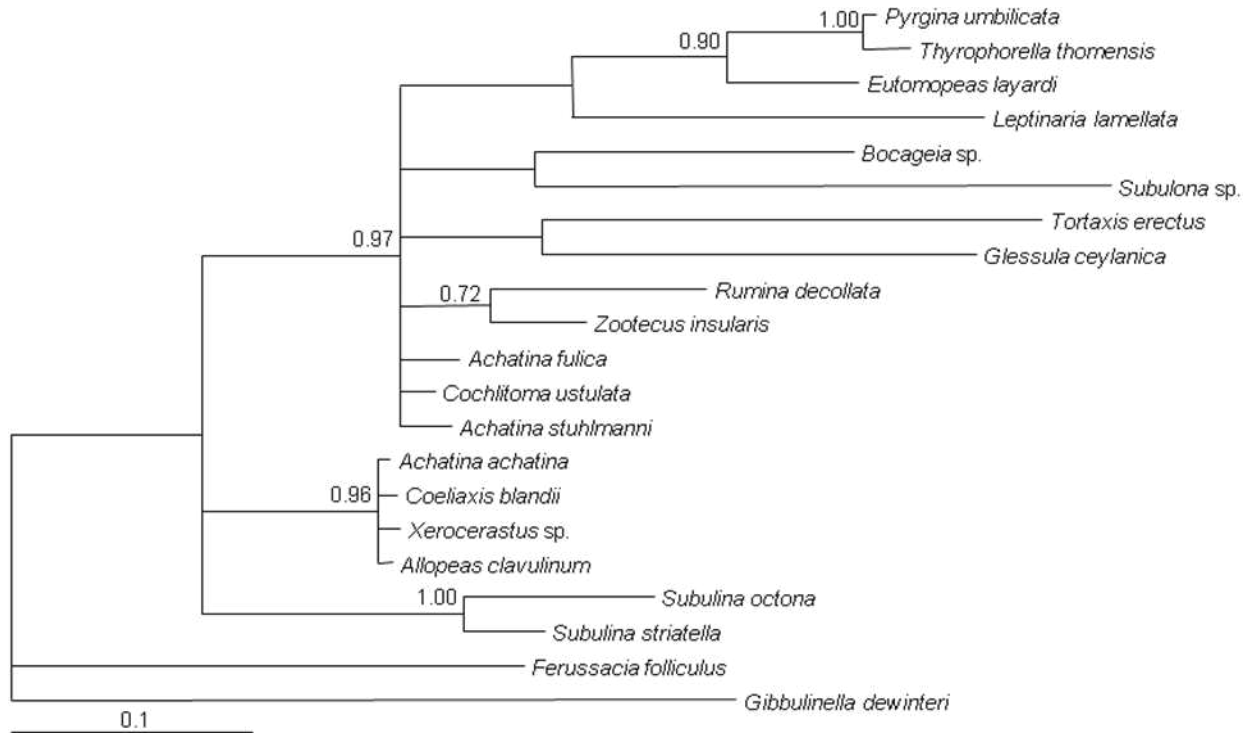 1.00 Pyrgina umbilicata
0.90 Thyrophorella thomensis
Eutomopeas layardi
Leptinaria lamellata
Bocageia sp.
Subulona sp.
Tortaxis erectus
0.97 Glessula ceylanica
Rumina decollata
0.72 Zootecus insularis
Achatina fulica
Cochlitoma ustulata
Achatina stuhlmanni
Achatina achatina
0.96 Coeliaxis blandii
Xerocerastus sp.
Allopeas clavulinum
1.00 Subulina octona
Subulina striatella
Ferussacia folliculus
Gibbulinella dewinteri
0.1